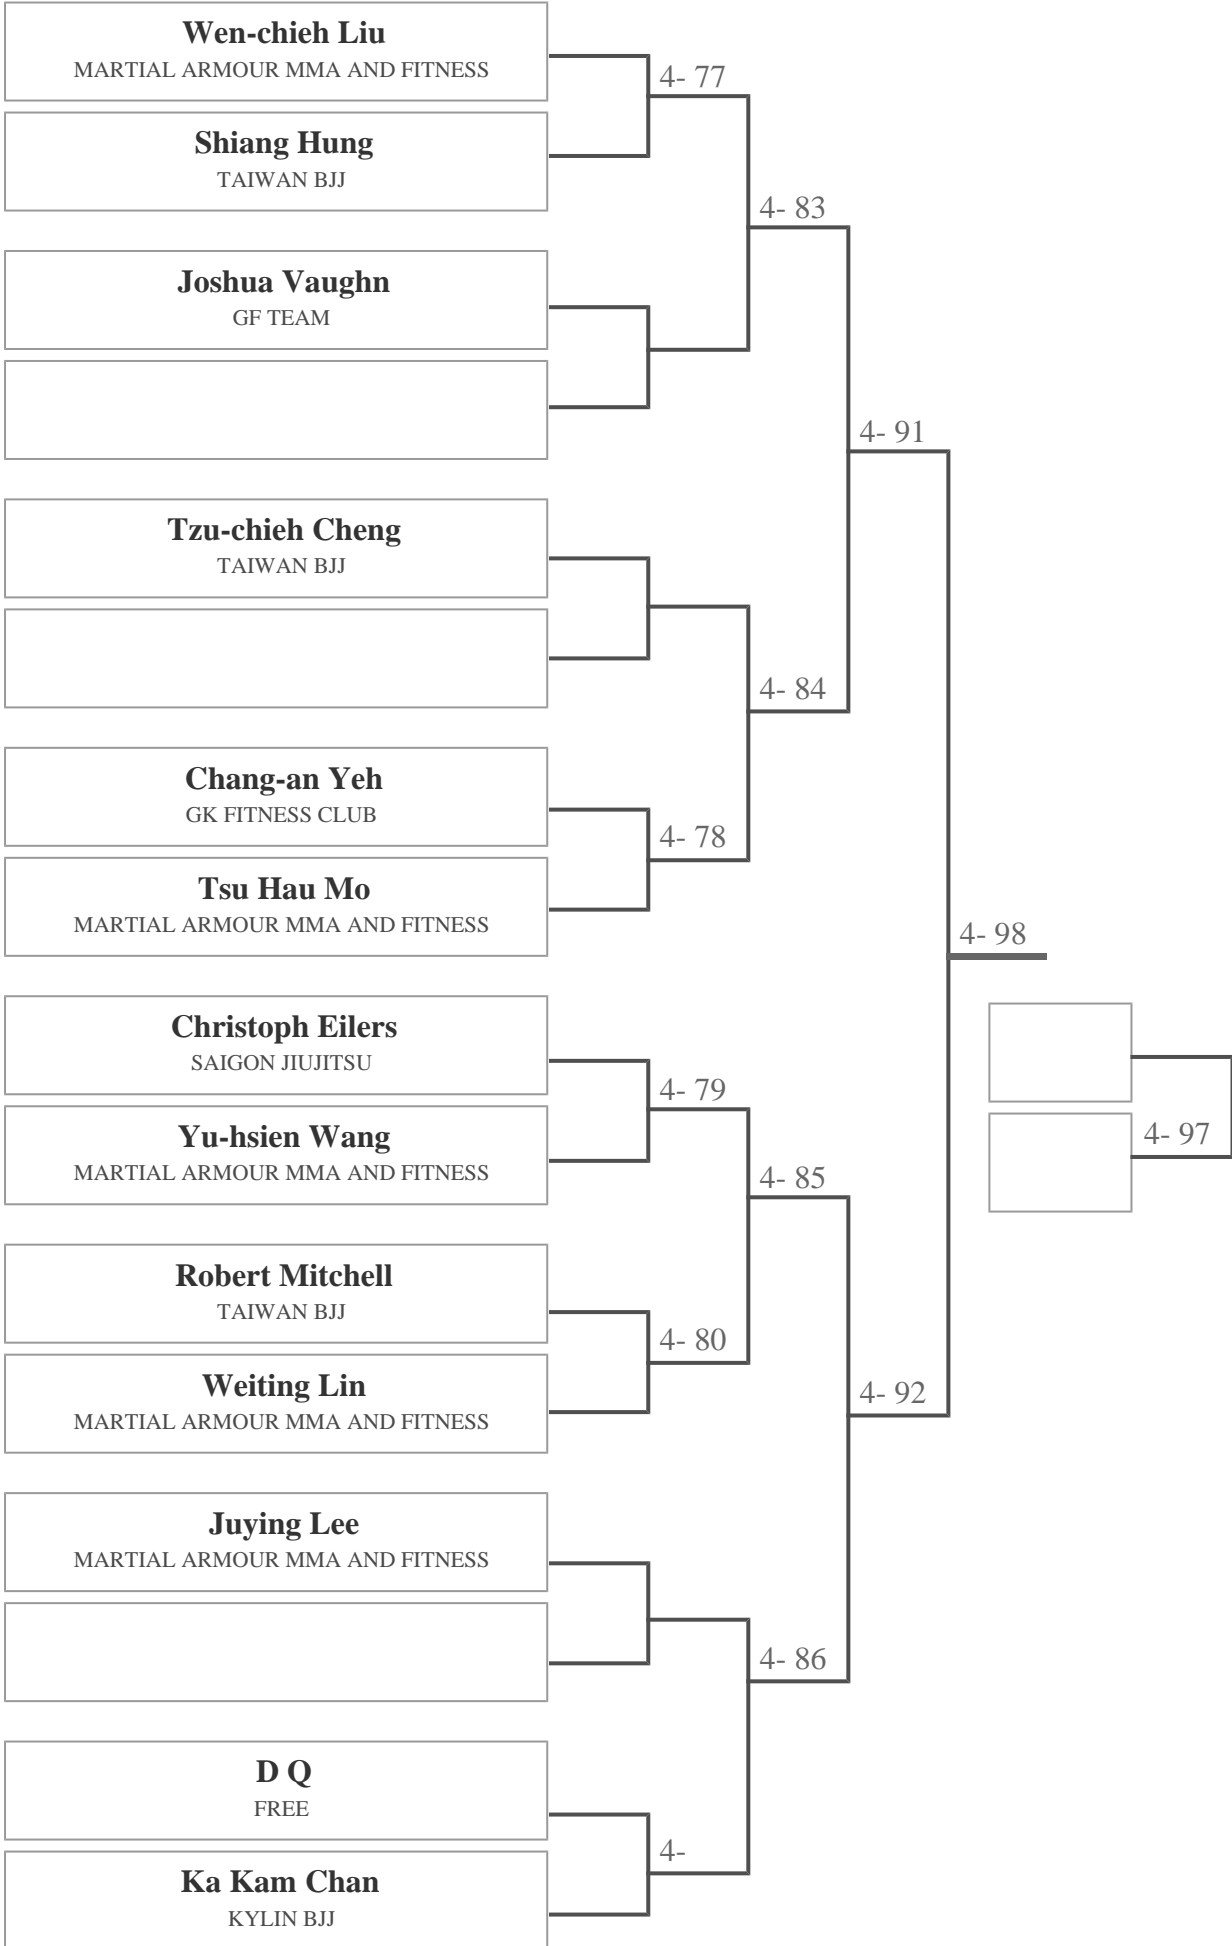 Wen-chieh Liu
MARTIAL ARMOUR MMA AND FITNESS
4- 77
Shiang Hung
TAIWAN BJJ
4- 83
Joshua Vaughn
GF TEAM
4- 91
Tzu-chieh Cheng
TAIWAN BJJ
4- 84
Chang-an Yeh
GK FITNESS CLUB
4- 78
Tsu Hau Mo
MARTIAL ARMOUR MMA AND FITNESS
4- 98
Christoph Eilers
SAIGON JIUJITSU
4- 79
Yu-hsien Wang
MARTIAL ARMOUR MMA AND FITNESS
4- 97
4- 85
Robert Mitchell
TAIWAN BJJ
4- 80
Weiting Lin
MARTIAL ARMOUR MMA AND FITNESS
4- 92
Juying Lee
MARTIAL ARMOUR MMA AND FITNESS
4- 86
D Q
FREE
4-
Ka Kam Chan
KYLIN BJJ